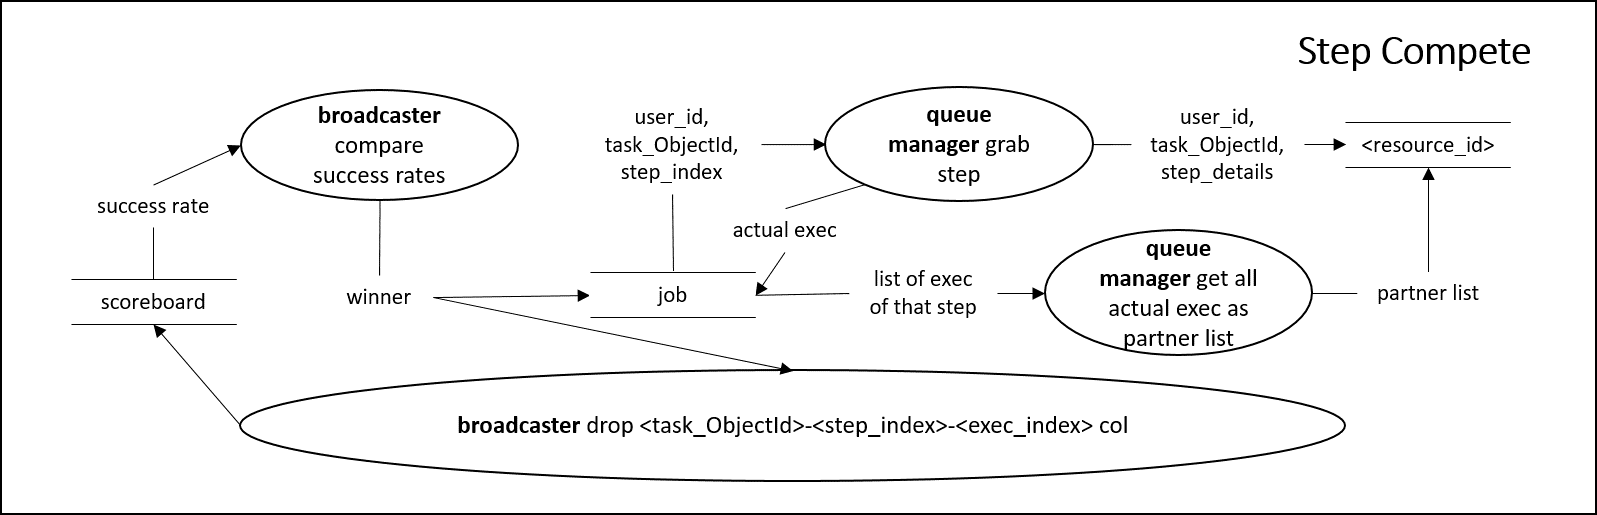 Step Compete
broadcaster
compare
success rates
user_id,
task_ObjectId,
step_index
queue
manager grab
step
user_id,
task_ObjectId,
step_details
<resource_id>
success rate
actual exec
scoreboard
winner
job
list of exec
of that step
queue
manager get all
actual exec as
partner list
partner list
broadcaster drop <task_ObjectId>-<step_index>-<exec_index> col